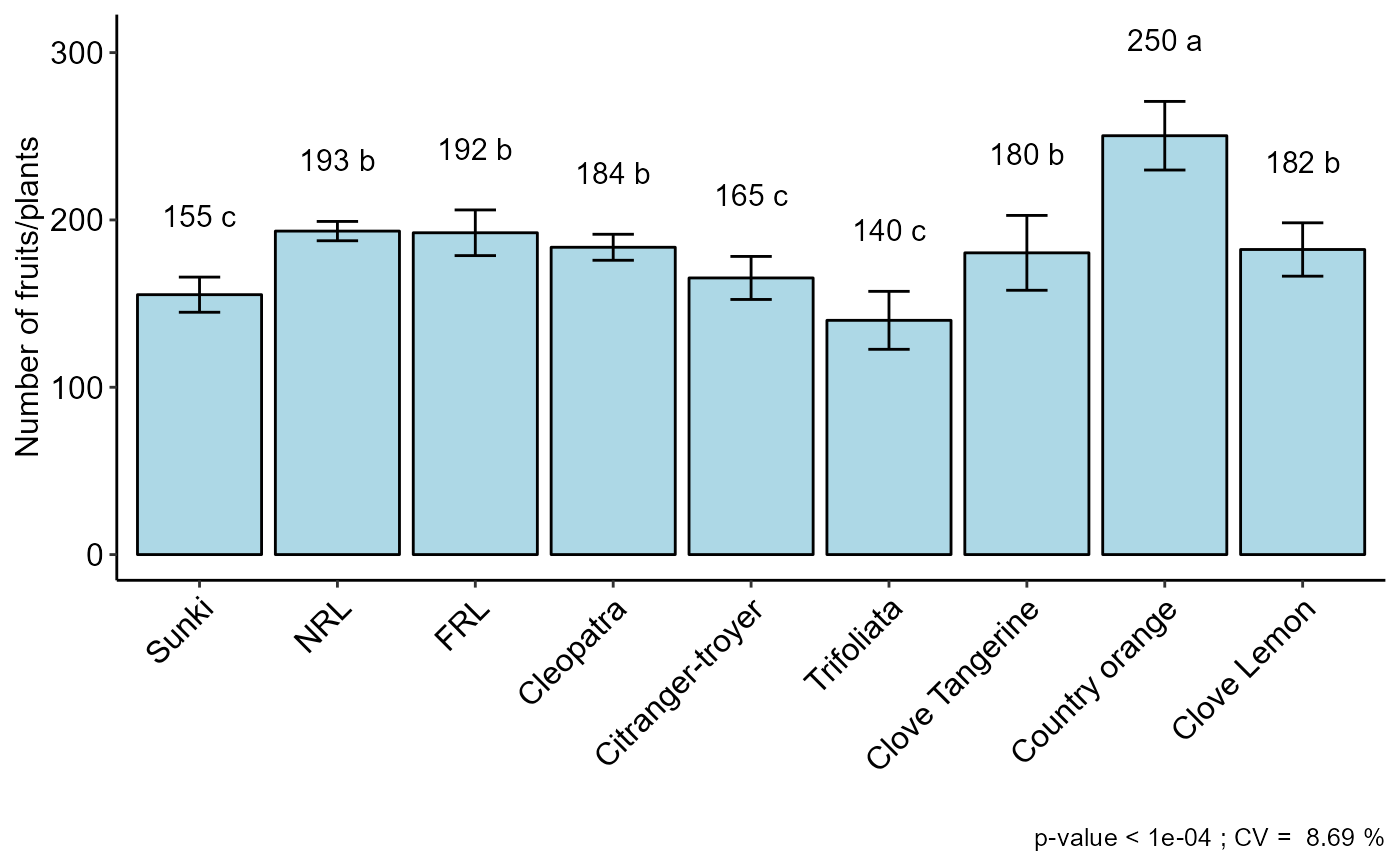 Number of fruits/plants
300
200
100
0
155 c
193 b
192 b
184 b
165 c
140 c
180 b
250 a
182 b
Sunki
NRL
FRL
Cleopatra
Citranger-troyer
Trifoliata
Clove Tangerine
Country orange
Clove Lemon
p-value < 1e-04 ; CV =  8.69 %